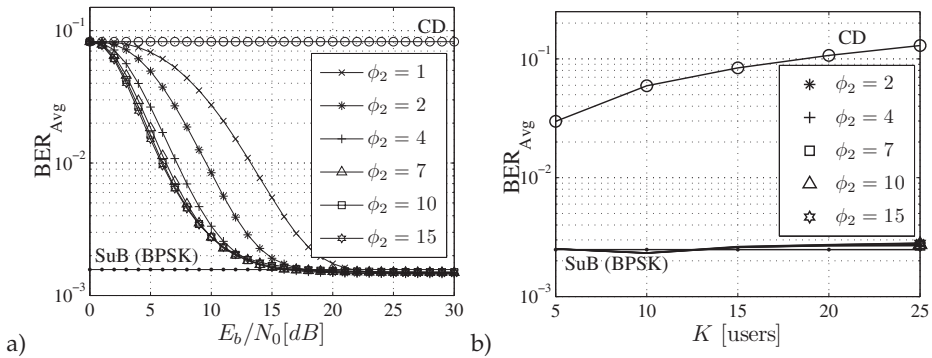 CD
10⁻¹
10⁻²
10⁻³
BER_Avg
ϕ₂ = 1
ϕ₂ = 2
ϕ₂ = 4
ϕ₂ = 7
ϕ₂ = 10
ϕ₂ = 15
SuB (BPSK)
0 5 10 15 20 25 30
E_b/N_0[dB]
a)
CD
10⁻¹
10⁻²
10⁻³
BER_Avg
ϕ₂ = 2
ϕ₂ = 4
ϕ₂ = 7
ϕ₂ = 10
ϕ₂ = 15
SuB (BPSK)
5 10 15 20 25
K [users]
b)